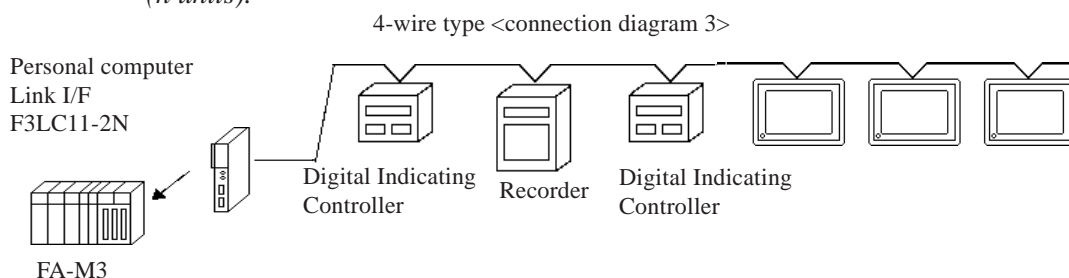 (n units).
4-wire type <connection diagram 3>
Personal computer
Link I/F
F3LC11-2N
Digital Indicating
Controller
Recorder
Digital Indicating
Controller
FA-M3